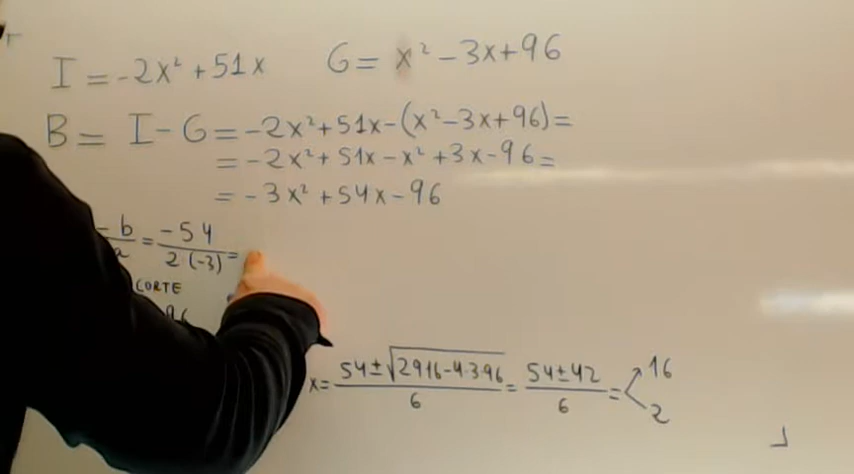 I = -2x² + 51x G = x² - 3x + 96
B = I - G = -2x² + 51x - (x² - 3x + 96) =
= -2x² + 51x - x² + 3x - 96 =
= -3x² + 54x - 96
-b/a = -54/2·(-3) =
CORTE
96
x = 54±√2916-4·3·96/6 = 54±42/6 = 16
2